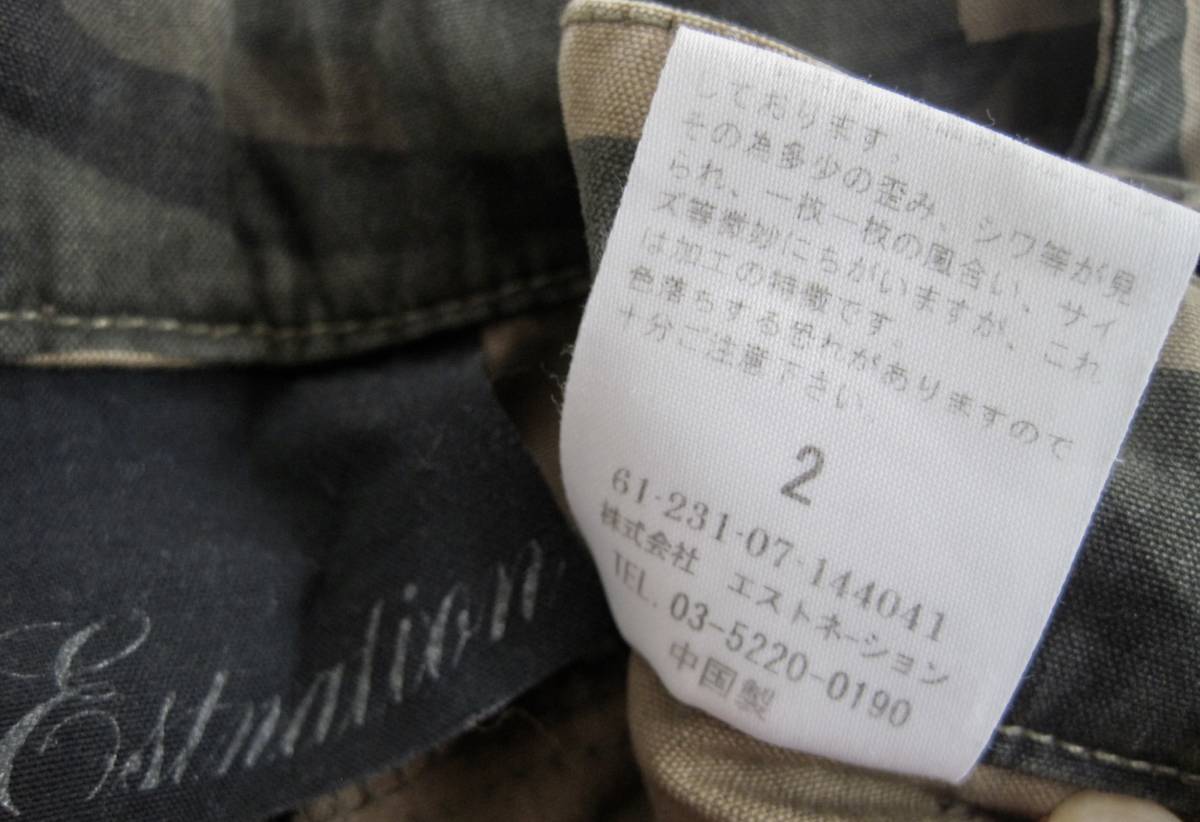 しております。
その為多少の歪み、シワ等が見
られ、一枚一枚の風合い、サイ
ズ等微妙にちがいますが、これ
は加工の特徴です。
色落らする恐れがありますので
十分ご注意下さい。
2
61-231-07-144041
株式会社 エストネーション
TEL. 03-5220-0190
中国製
Estnation